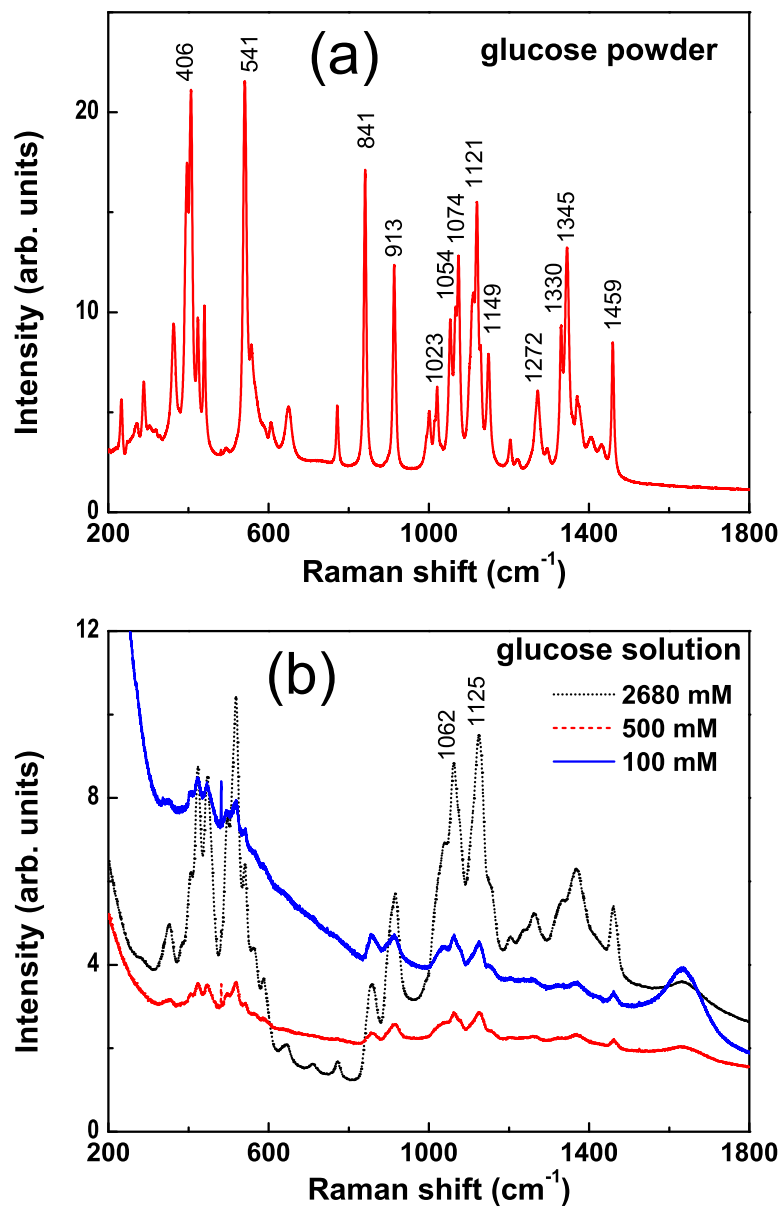 (a)
glucose powder
406
541
841
913
1023
1054
1074
1121
1149
1272
1330
1345
1459
Intensity (arb. units)
20
10
0
200 600 1000 1400 1800
Raman shift (cm-1)
(b)
glucose solution
2680 mM
500 mM
100 mM
1062
1125
Intensity (arb. units)
12
8
4
0
200 600 1000 1400 1800
Raman shift (cm-1)